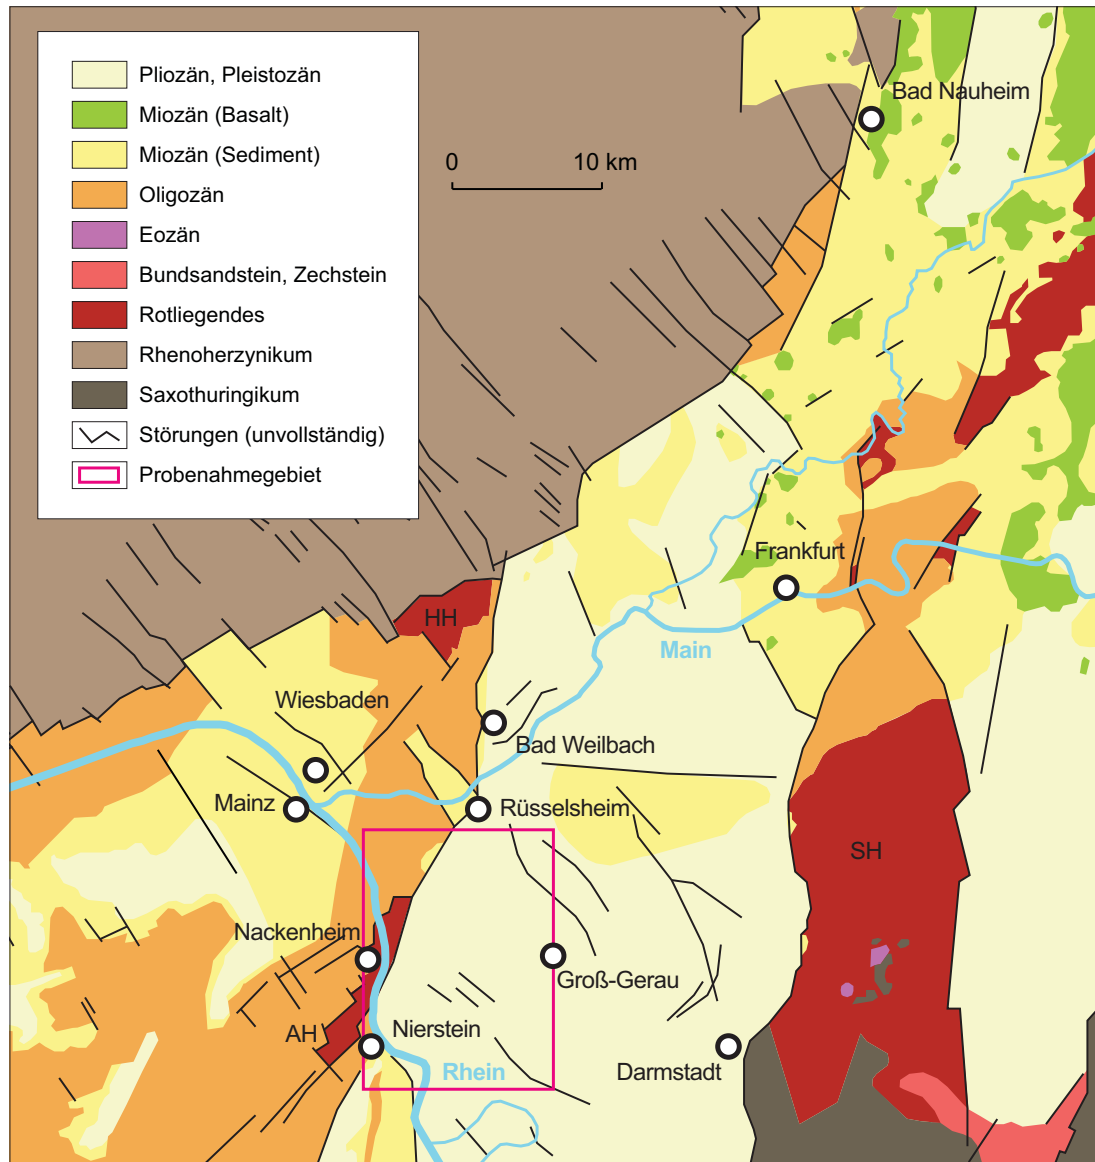 Pliozän, Pleistozän
Miozän (Basalt)
Miozän (Sediment)
Oligozän
Eozän
Bundsandstein, Zechstein
Rotliegendes
Rhenoherzynikum
Saxothuringikum
Störungen (unvollständig)
Probenahmegebiet
0 10 km
Bad Nauheim
Frankfurt
HH
Main
Wiesbaden
Bad Weilbach
Mainz
Rüsselsheim
SH
Nackenheim
Groß-Gerau
AH
Nierstein
Rhein
Darmstadt